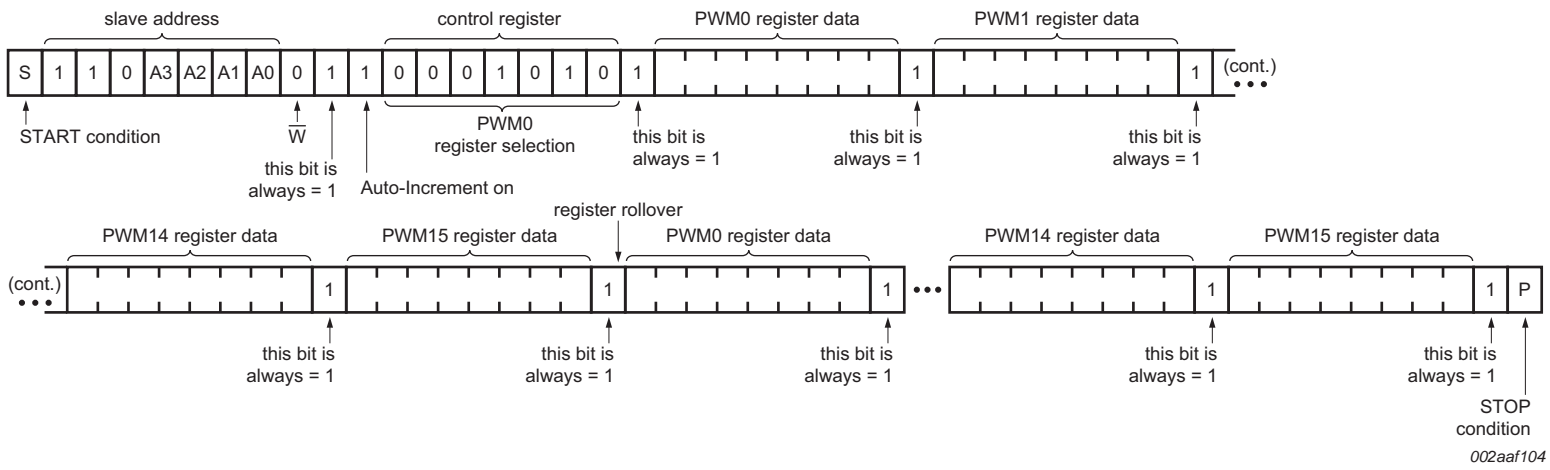 slave address control register PWM0 register data PWM1 register data
S 1 1 0 A3 A2 A1 A0 0 1 1 0 0 0 1 0 1 0 1 1 1 (cont.)
START condition W PWM0 register selection this bit is always = 1 this bit is always = 1 this bit is always = 1
this bit is always = 1 Auto-Increment on
register rollover
PWM14 register data PWM15 register data PWM0 register data PWM14 register data PWM15 register data
(cont.) 1 1 1 1 1 P
this bit is always = 1 this bit is always = 1 this bit is always = 1 this bit is always = 1 this bit is always = 1
STOP condition
002aaf104